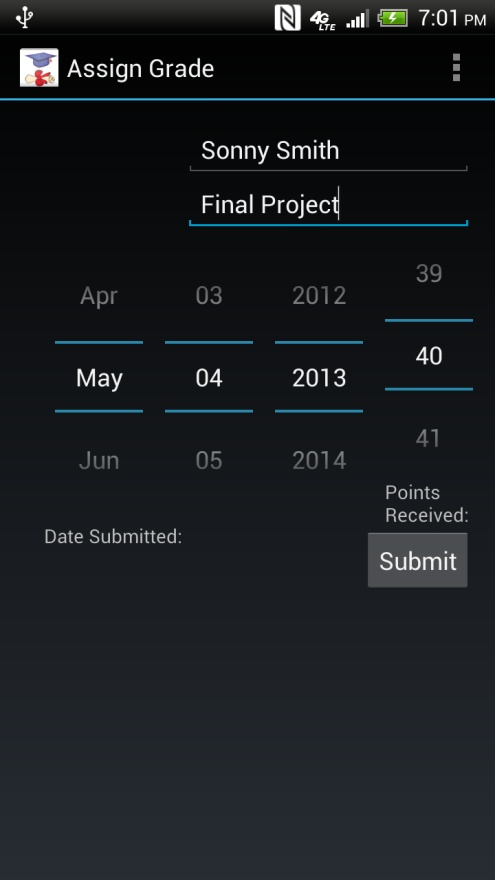 4G LTE 7:01 PM
Assign Grade
Sonny Smith
Final Project
39
Apr 03 2012
40
May 04 2013
41
Jun 05 2014
Points
Received:
Date Submitted:
Submit